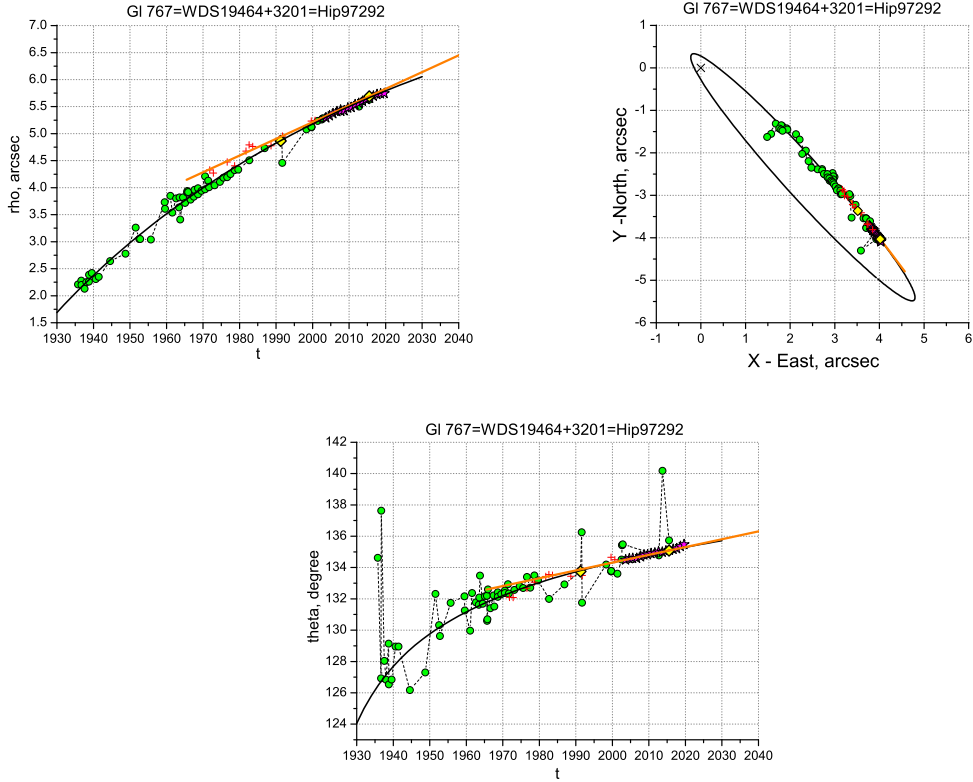 Gl 767=WDS19464+3201=Hip97292
7.0
6.5
6.0
5.5
5.0
4.5
4.0
3.5
3.0
2.5
2.0
1.5
rho, arcsec
1930 1940 1950 1960 1970 1980 1990 2000 2010 2020 2030 2040
t
Gl 767=WDS19464+3201=Hip97292
1
0
-1
-2
-3
-4
-5
-6
Y -North, arcsec
-1 0 1 2 3 4 5 6
X - East, arcsec
Gl 767=WDS19464+3201=Hip97292
142
140
138
136
134
132
130
128
126
124
theta, degree
1930 1940 1950 1960 1970 1980 1990 2000 2010 2020 2030 2040
t